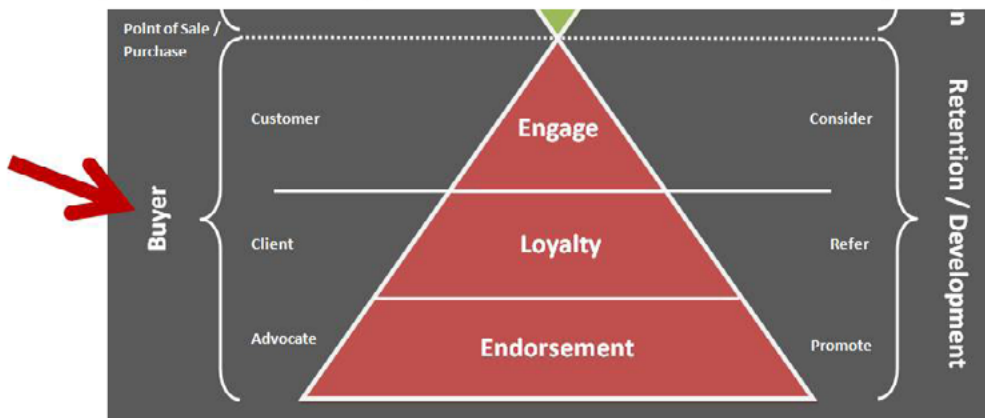 Point of Sale /
Purchase
n
Customer
Engage
Consider
Buyer
Retention / Development
Client
Loyalty
Refer
Advocate
Endorsement
Promote